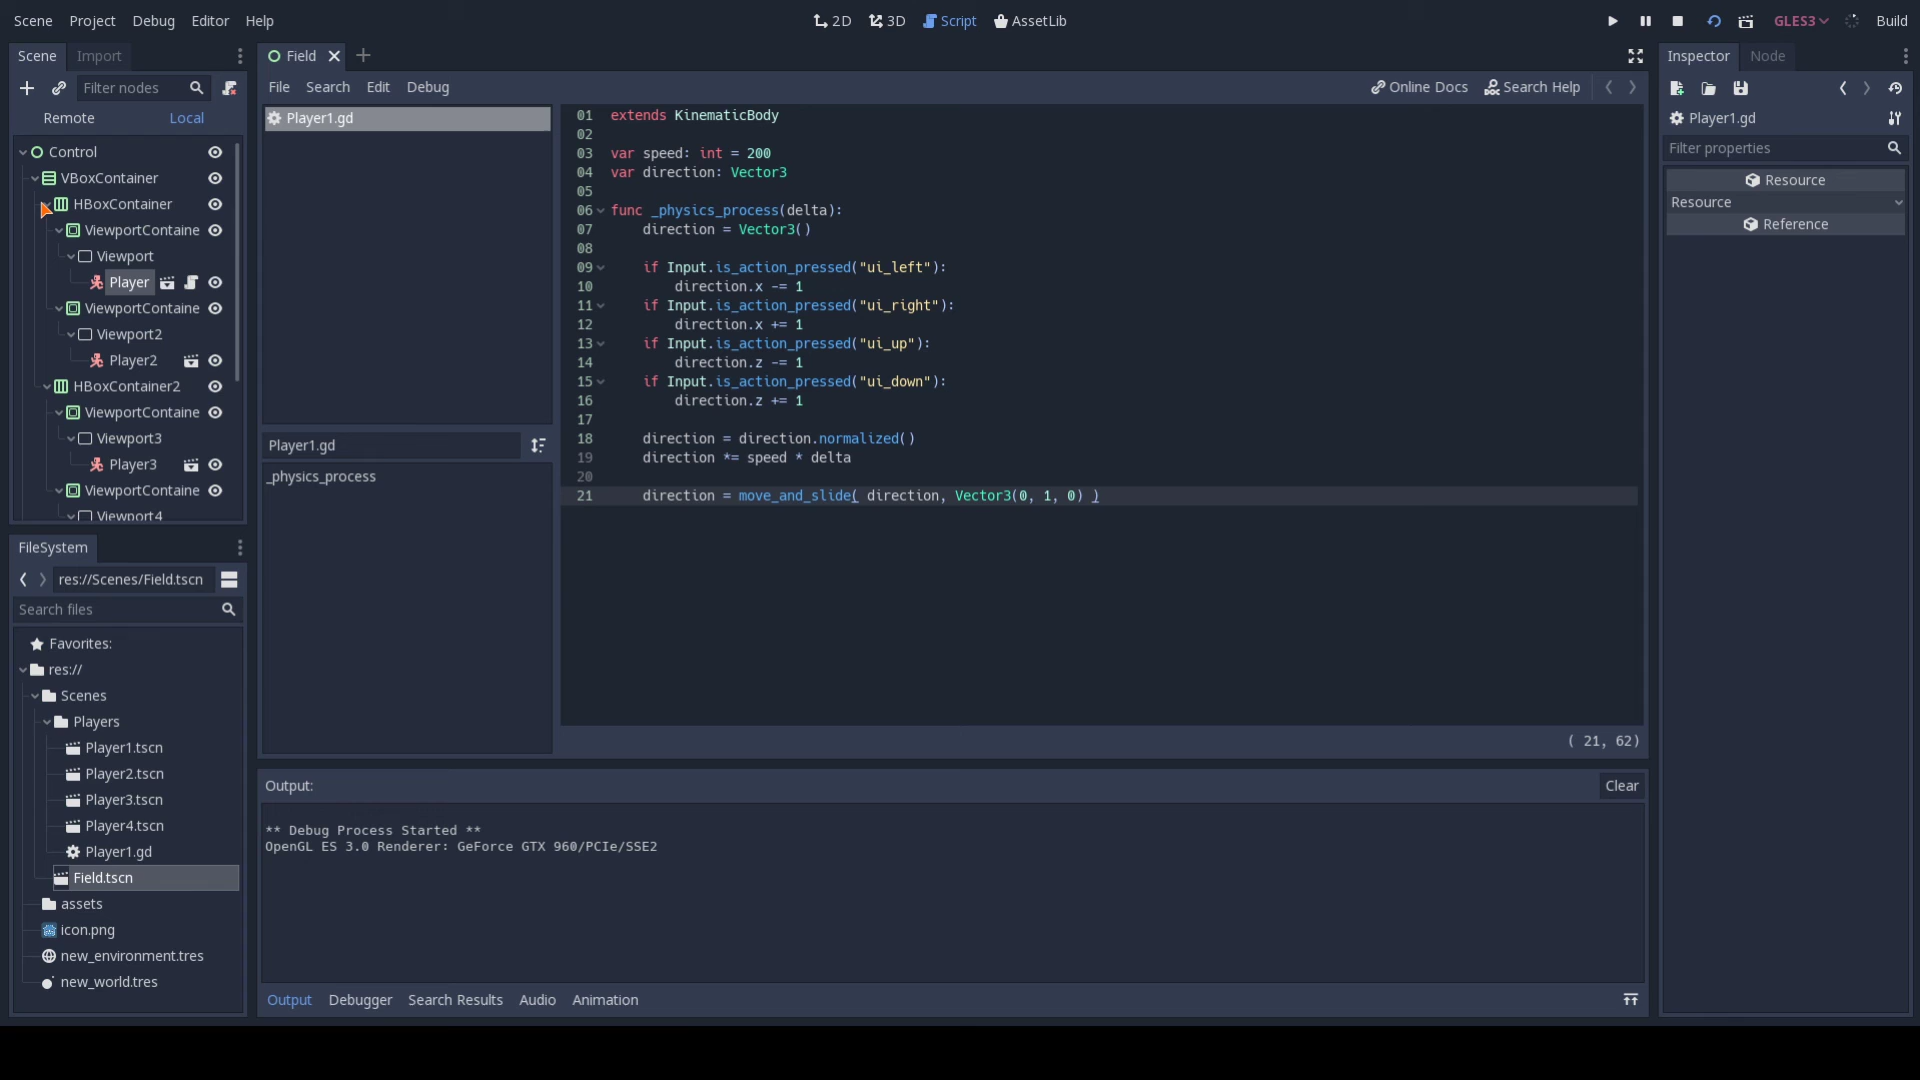 Scene Project Debug Editor Help 2D 3D Script AssetLib GLES3 Build
Scene Import
Filter nodes
Remote Local
Control
VBoxContainer
HBoxContainer
ViewportContaine
Viewport
Player
ViewportContaine
Viewport2
Player2
HBoxContainer2
ViewportContaine
Viewport3
Player3
ViewportContaine
Viewport4
FileSystem
res://Scenes/Field.tscn
Search files
Favorites:
res://
Scenes
Players
Player1.tscn
Player2.tscn
Player3.tscn
Player4.tscn
Player1.gd
Field.tscn
assets
icon.png
new_environment.tres
new_world.tres
Field
File Search Edit Debug Online Docs Search Help
Player1.gd
Player1.gd
_physics_process
01 extends KinematicBody
02
03 var speed: int = 200
04 var direction: Vector3
05
06 func _physics_process(delta):
07 direction = Vector3()
08
09 if Input.is_action_pressed("ui_left"):
10 direction.x -= 1
11 if Input.is_action_pressed("ui_right"):
12 direction.x += 1
13 if Input.is_action_pressed("ui_up"):
14 direction.z -= 1
15 if Input.is_action_pressed("ui_down"):
16 direction.z += 1
17
18 direction = direction.normalized()
19 direction *= speed * delta
20
21 direction = move_and_slide( direction, Vector3(0, 1, 0) )
( 21, 62)
Output: Clear
** Debug Process Started **
OpenGL ES 3.0 Renderer: GeForce GTX 960/PCIe/SSE2
Output Debugger Search Results Audio Animation
Inspector Node
Player1.gd
Filter properties
Resource
Resource
Reference